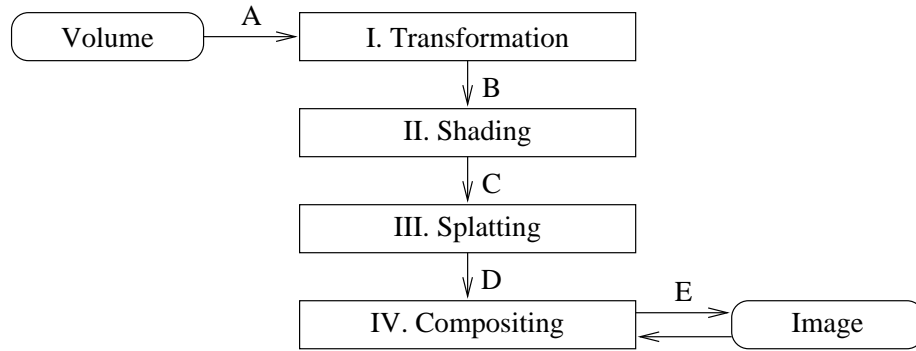 A
Volume
I. Transformation
B
II. Shading
C
III. Splatting
D
E
IV. Compositing
Image